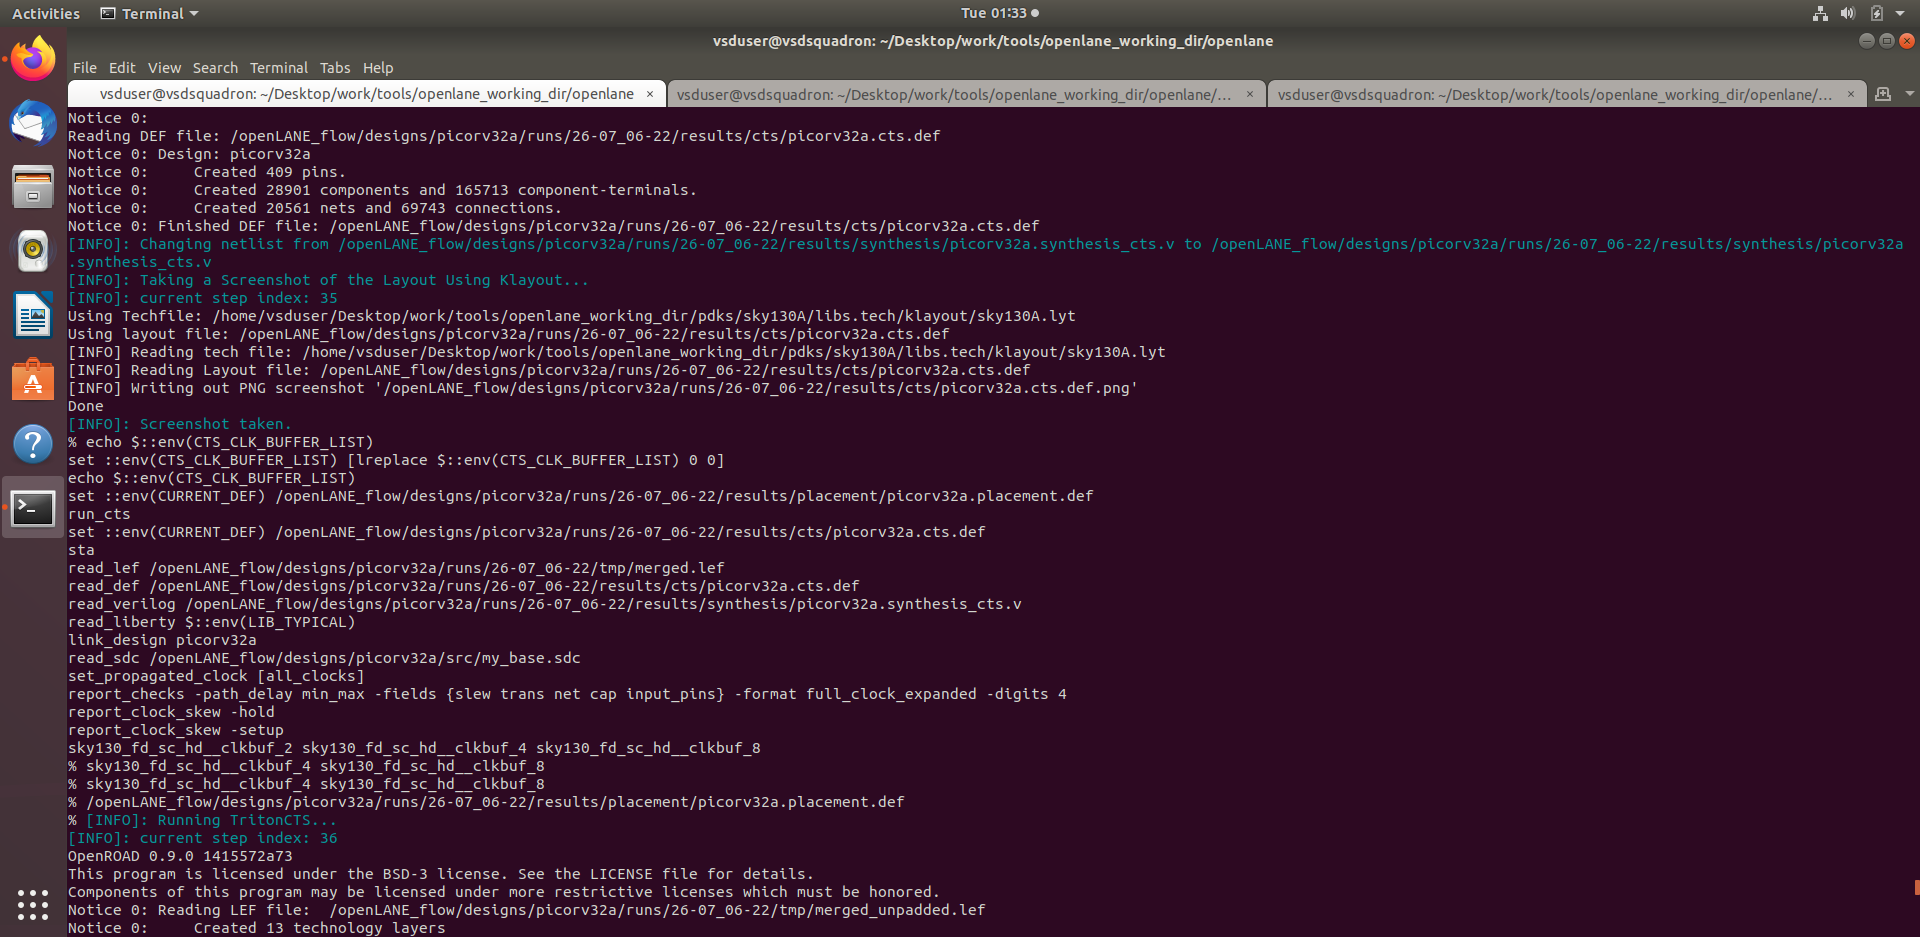 Activities
Terminal
Tue 01:33
vsduser@vsdsquadron: ~/Desktop/work/tools/openlane_working_dir/openlane
File Edit View Search Terminal Tabs Help
vsduser@vsdsquadron: ~/Desktop/work/tools/openlane_working_dir/openlane ×
vsduser@vsdsquadron: ~/Desktop/work/tools/openlane_working_dir/openlane/... ×
vsduser@vsdsquadron: ~/Desktop/work/tools/openlane_working_dir/openlane/... ×
Notice 0:
Reading DEF file: /openLANE_flow/designs/picorv32a/runs/26-07_06-22/results/cts/picorv32a.cts.def
Notice 0: Design: picorv32a
Notice 0:     Created 409 pins.
Notice 0:     Created 28901 components and 165713 component-terminals.
Notice 0:     Created 20561 nets and 69743 connections.
Notice 0: Finished DEF file: /openLANE_flow/designs/picorv32a/runs/26-07_06-22/results/cts/picorv32a.cts.def
[INFO]: Changing netlist from /openLANE_flow/designs/picorv32a/runs/26-07_06-22/results/synthesis/picorv32a.synthesis_cts.v to /openLANE_flow/designs/picorv32a/runs/26-07_06-22/results/synthesis/picorv32a
.synthesis_cts.v
[INFO]: Taking a Screenshot of the Layout Using Klayout...
[INFO]: current step index: 35
Using Techfile: /home/vsduser/Desktop/work/tools/openlane_working_dir/pdks/sky130A/libs.tech/klayout/sky130A.lyt
Using layout file: /openLANE_flow/designs/picorv32a/runs/26-07_06-22/results/cts/picorv32a.cts.def
[INFO] Reading tech file: /home/vsduser/Desktop/work/tools/openlane_working_dir/pdks/sky130A/libs.tech/klayout/sky130A.lyt
[INFO] Reading Layout file: /openLANE_flow/designs/picorv32a/runs/26-07_06-22/results/cts/picorv32a.cts.def
[INFO] Writing out PNG screenshot '/openLANE_flow/designs/picorv32a/runs/26-07_06-22/results/cts/picorv32a.cts.def.png'
Done
[INFO]: Screenshot taken.
% echo $::env(CTS_CLK_BUFFER_LIST)
set ::env(CTS_CLK_BUFFER_LIST) [lreplace $::env(CTS_CLK_BUFFER_LIST) 0 0]
echo $::env(CTS_CLK_BUFFER_LIST)
set ::env(CURRENT_DEF) /openLANE_flow/designs/picorv32a/runs/26-07_06-22/results/placement/picorv32a.placement.def
run_cts
set ::env(CURRENT_DEF) /openLANE_flow/designs/picorv32a/runs/26-07_06-22/results/cts/picorv32a.cts.def
sta
read_lef /openLANE_flow/designs/picorv32a/runs/26-07_06-22/tmp/merged.lef
read_def /openLANE_flow/designs/picorv32a/runs/26-07_06-22/results/cts/picorv32a.cts.def
read_verilog /openLANE_flow/designs/picorv32a/runs/26-07_06-22/results/synthesis/picorv32a.synthesis_cts.v
read_liberty $::env(LIB_TYPICAL)
link_design picorv32a
read_sdc /openLANE_flow/designs/picorv32a/src/my_base.sdc
set_propagated_clock [all_clocks]
report_checks -path_delay min_max -fields {slew trans net cap input_pins} -format full_clock_expanded -digits 4
report_clock_skew -hold
report_clock_skew -setup
sky130_fd_sc_hd__clkbuf_2 sky130_fd_sc_hd__clkbuf_4 sky130_fd_sc_hd__clkbuf_8
% sky130_fd_sc_hd__clkbuf_4 sky130_fd_sc_hd__clkbuf_8
% sky130_fd_sc_hd__clkbuf_4 sky130_fd_sc_hd__clkbuf_8
% /openLANE_flow/designs/picorv32a/runs/26-07_06-22/results/placement/picorv32a.placement.def
% [INFO]: Running TritonCTS...
[INFO]: current step index: 36
OpenROAD 0.9.0 1415572a73
This program is licensed under the BSD-3 license. See the LICENSE file for details.
Components of this program may be licensed under more restrictive licenses which must be honored.
Notice 0: Reading LEF file:  /openLANE_flow/designs/picorv32a/runs/26-07_06-22/tmp/merged_unpadded.lef
Notice 0:     Created 13 technology layers